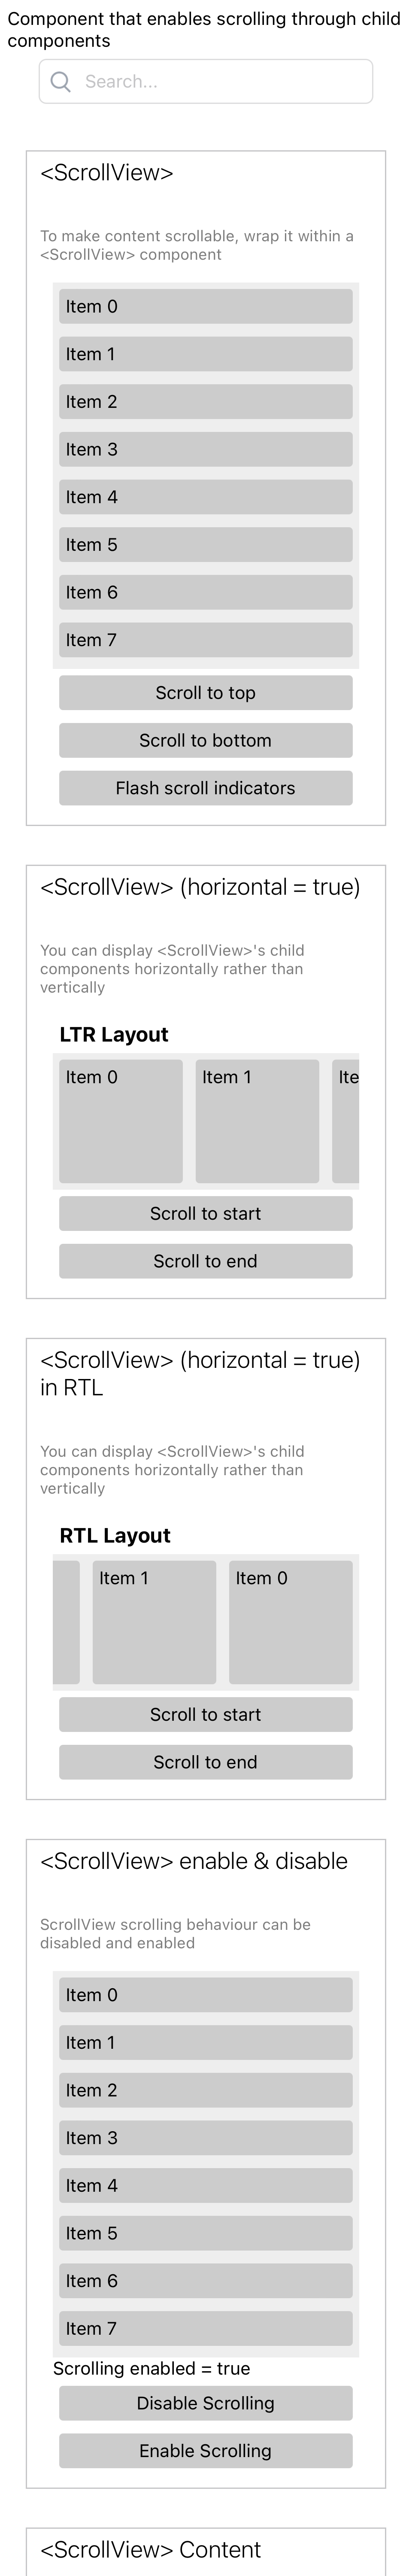 Component that enables scrolling through child
components
Search...
<ScrollView>
To make content scrollable, wrap it within a
<ScrollView> component
Item 0
Item 1
Item 2
Item 3
Item 4
Item 5
Item 6
Item 7
Scroll to top
Scroll to bottom
Flash scroll indicators
<ScrollView> (horizontal = true)
You can display <ScrollView>'s child
components horizontally rather than
vertically
LTR Layout
Item 0 Item 1 Ite
Scroll to start
Scroll to end
<ScrollView> (horizontal = true)
in RTL
You can display <ScrollView>'s child
components horizontally rather than
vertically
RTL Layout
Item 1 Item 0
Scroll to start
Scroll to end
<ScrollView> enable & disable
ScrollView scrolling behaviour can be
disabled and enabled
Item 0
Item 1
Item 2
Item 3
Item 4
Item 5
Item 6
Item 7
Scrolling enabled = true
Disable Scrolling
Enable Scrolling
<ScrollView> Content